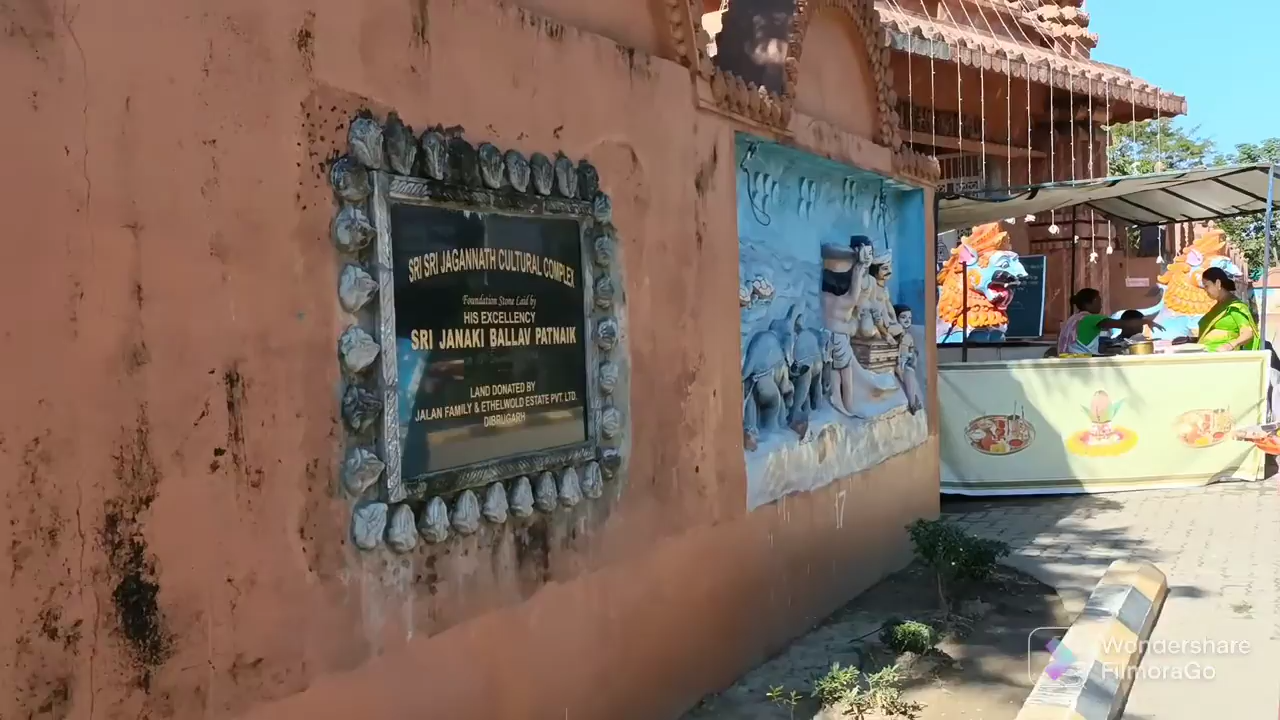 SRI SRI JAGANNATH CULTURAL COMPLEX
Foundation Stone Laid by
HIS EXCELLENCY
SRI JANAKI BALLAV PATNAIK
LAND DONATED BY
JALAN FAMILY & ETHELWOLD ESTATE PVT. LTD.
DIBRUGARH
17
Wondershare
FilmoraGo